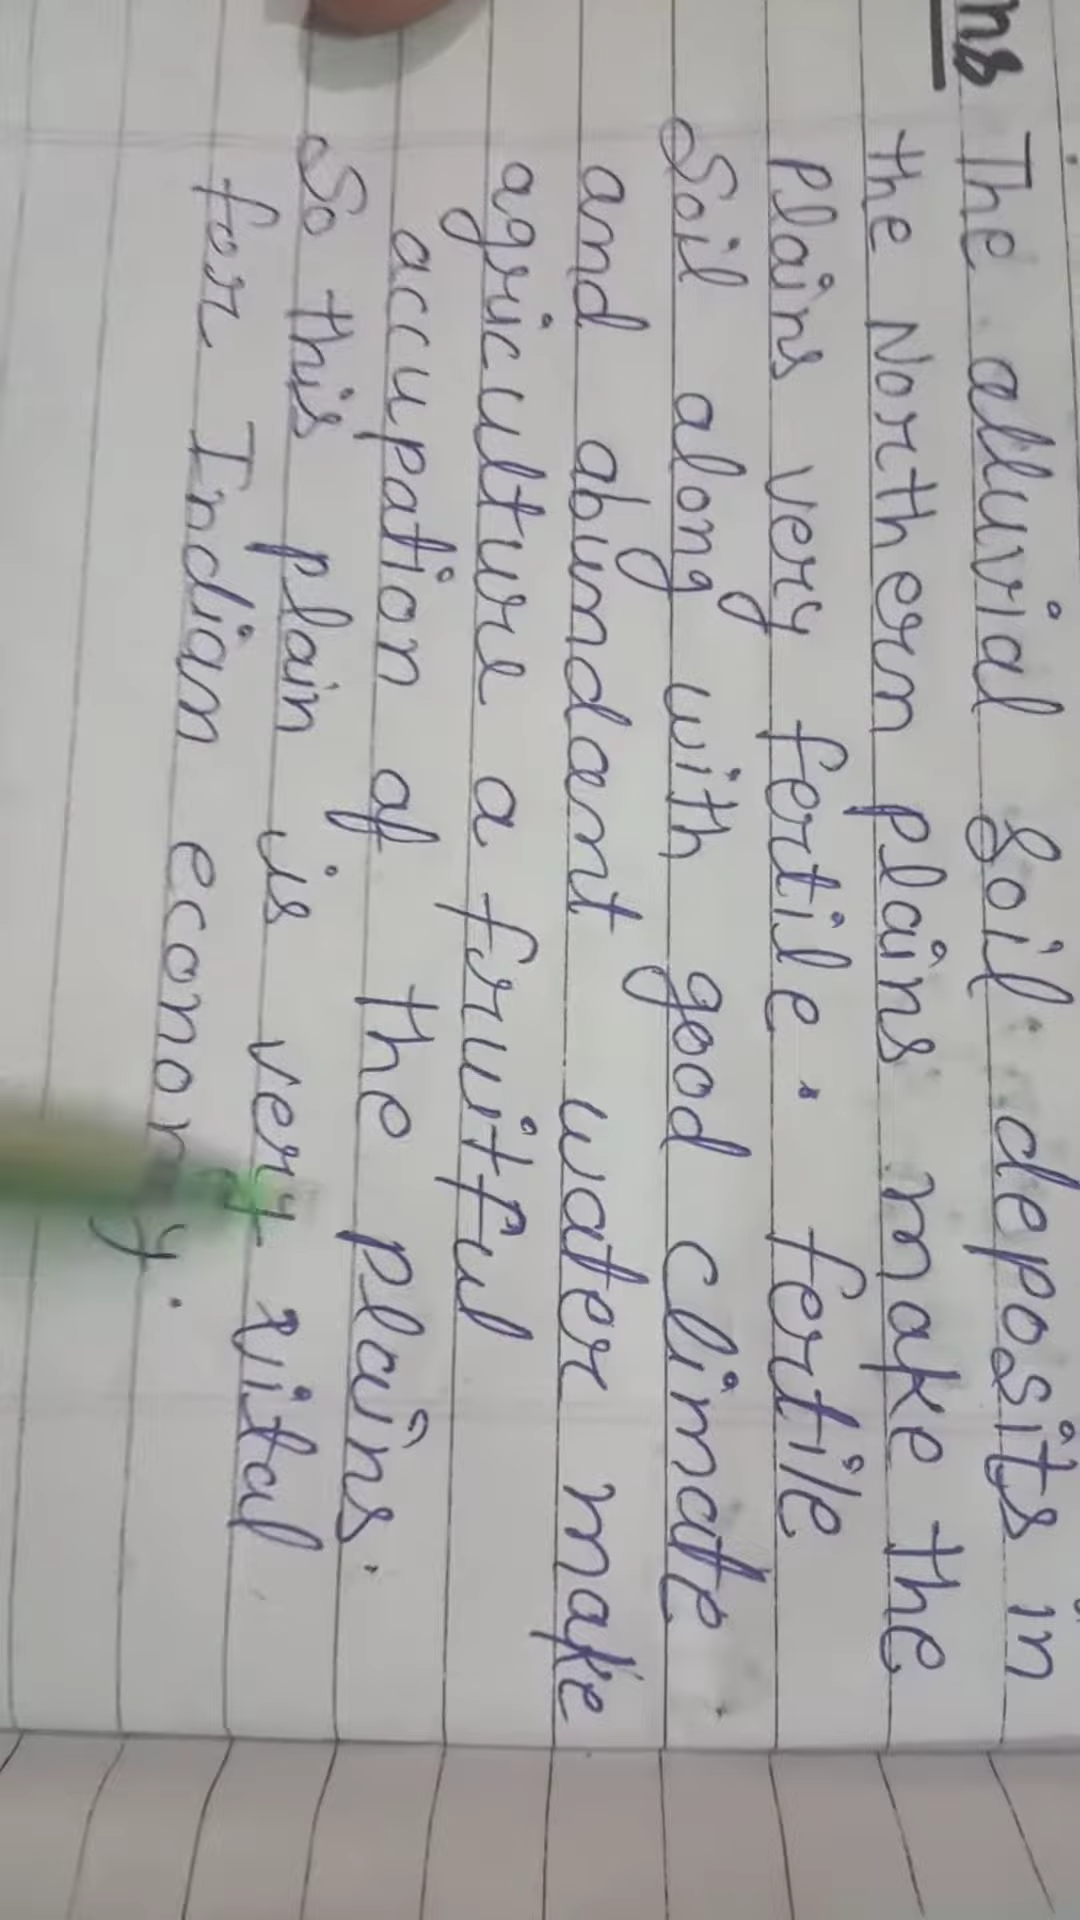 ns The alluvial Soil deposits in
the Northern plains make the
plains very fertile. fertile
Soil along with good climate
and abundant water make
agriculture a fruitful
accupation of the plains.
So this plain is very vital
for Indian economy.